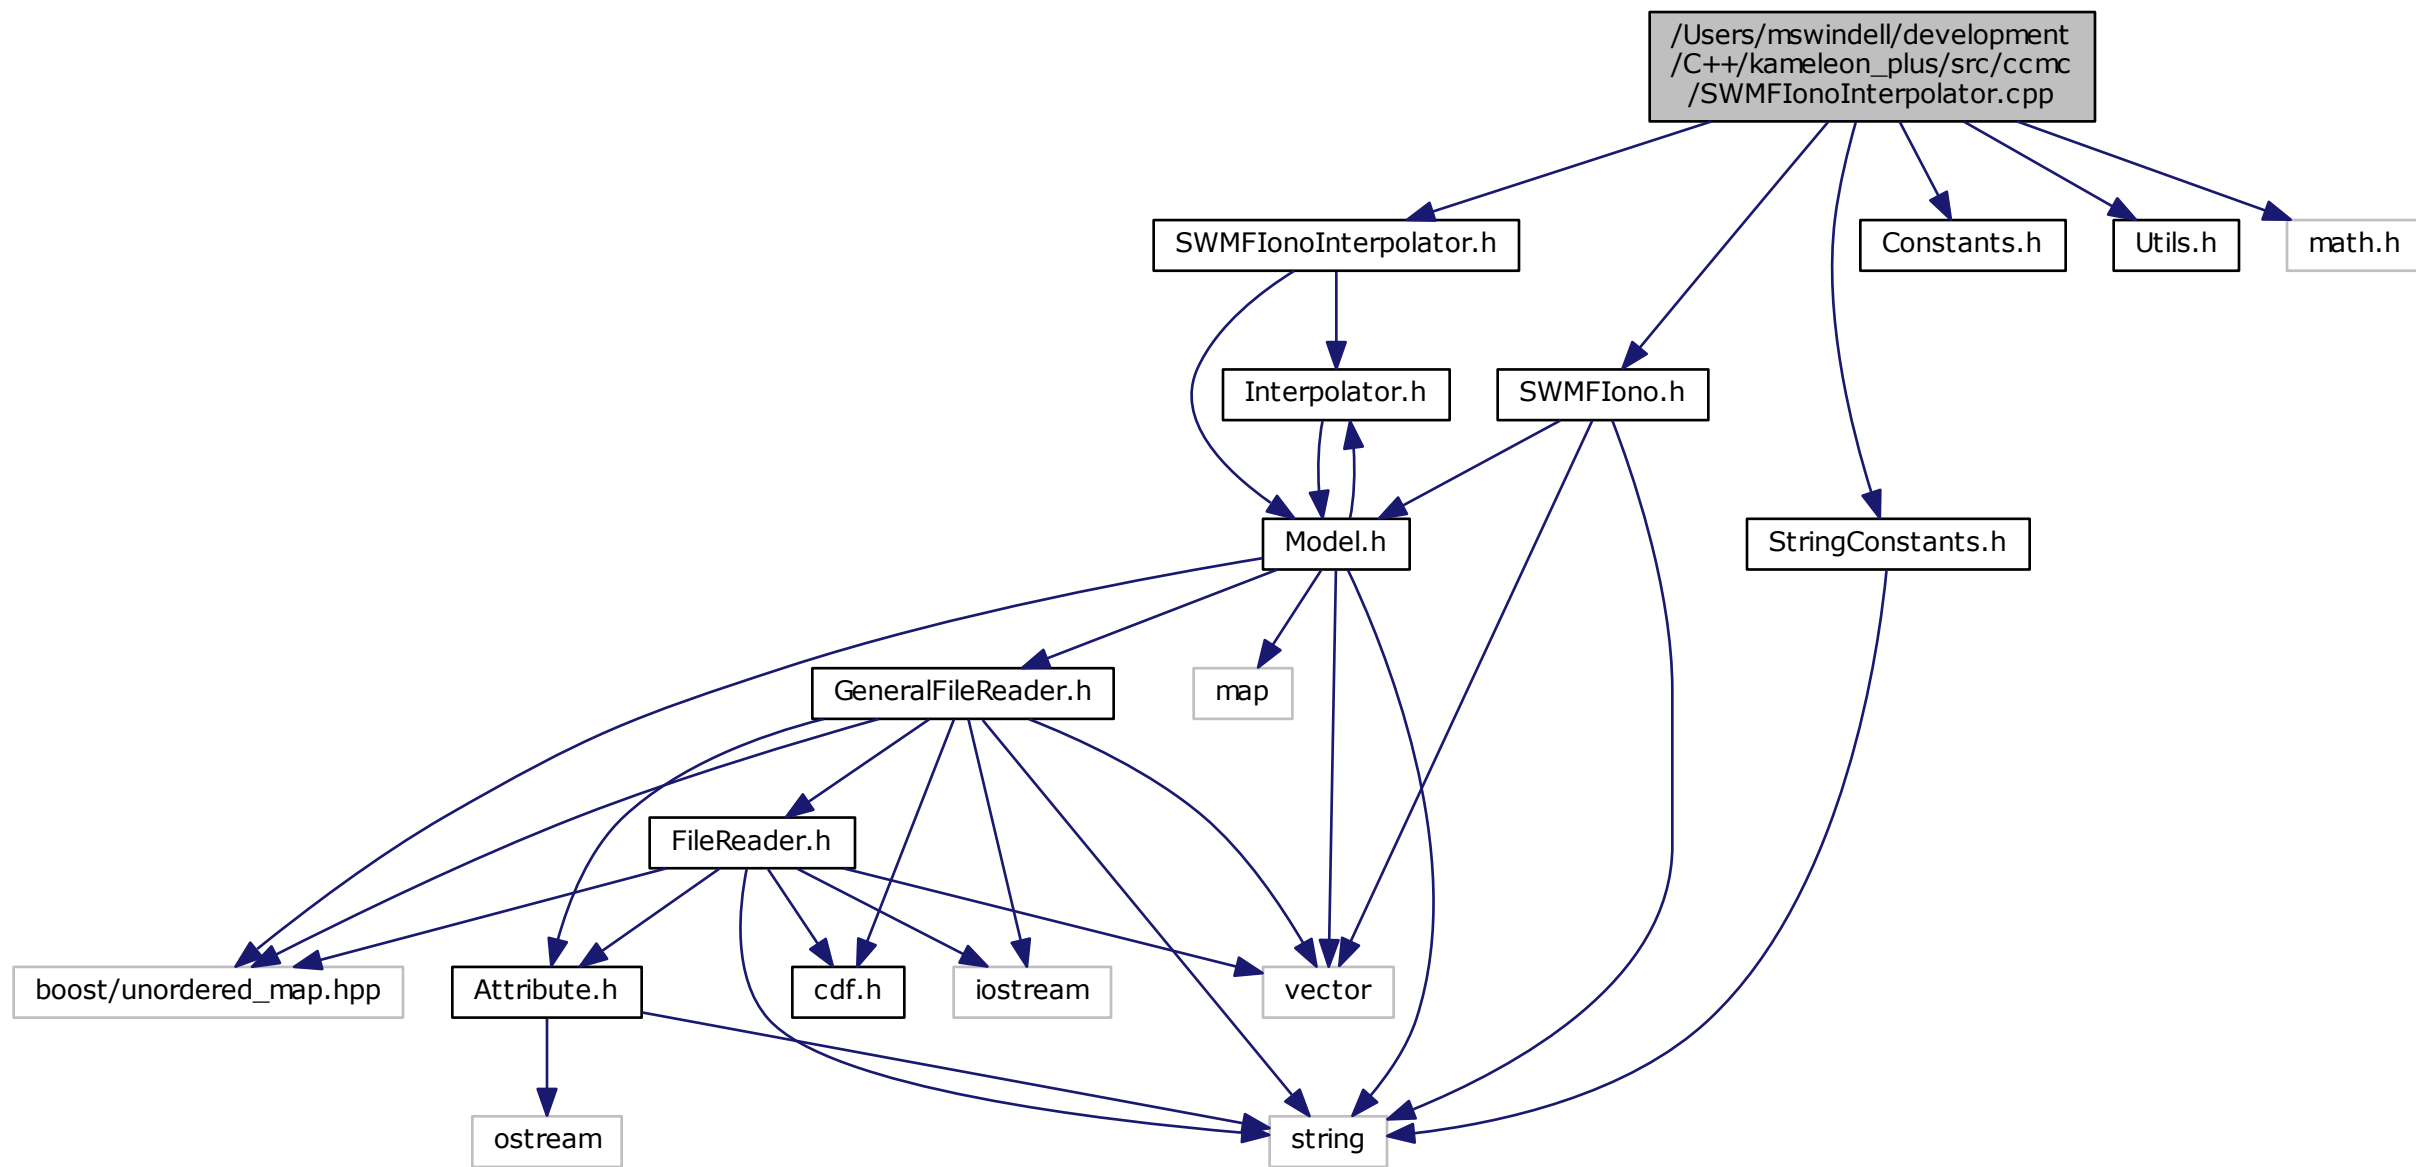 /Users/mswindell/development
/C++/kameleon_plus/src/ccmc
/SWMFIonoInterpolator.cpp
SWMFIonoInterpolator.h
Constants.h
Utils.h
math.h
Interpolator.h
SWMFIono.h
Model.h
StringConstants.h
GeneralFileReader.h
map
FileReader.h
boost/unordered_map.hpp
Attribute.h
cdf.h
iostream
vector
ostream
string